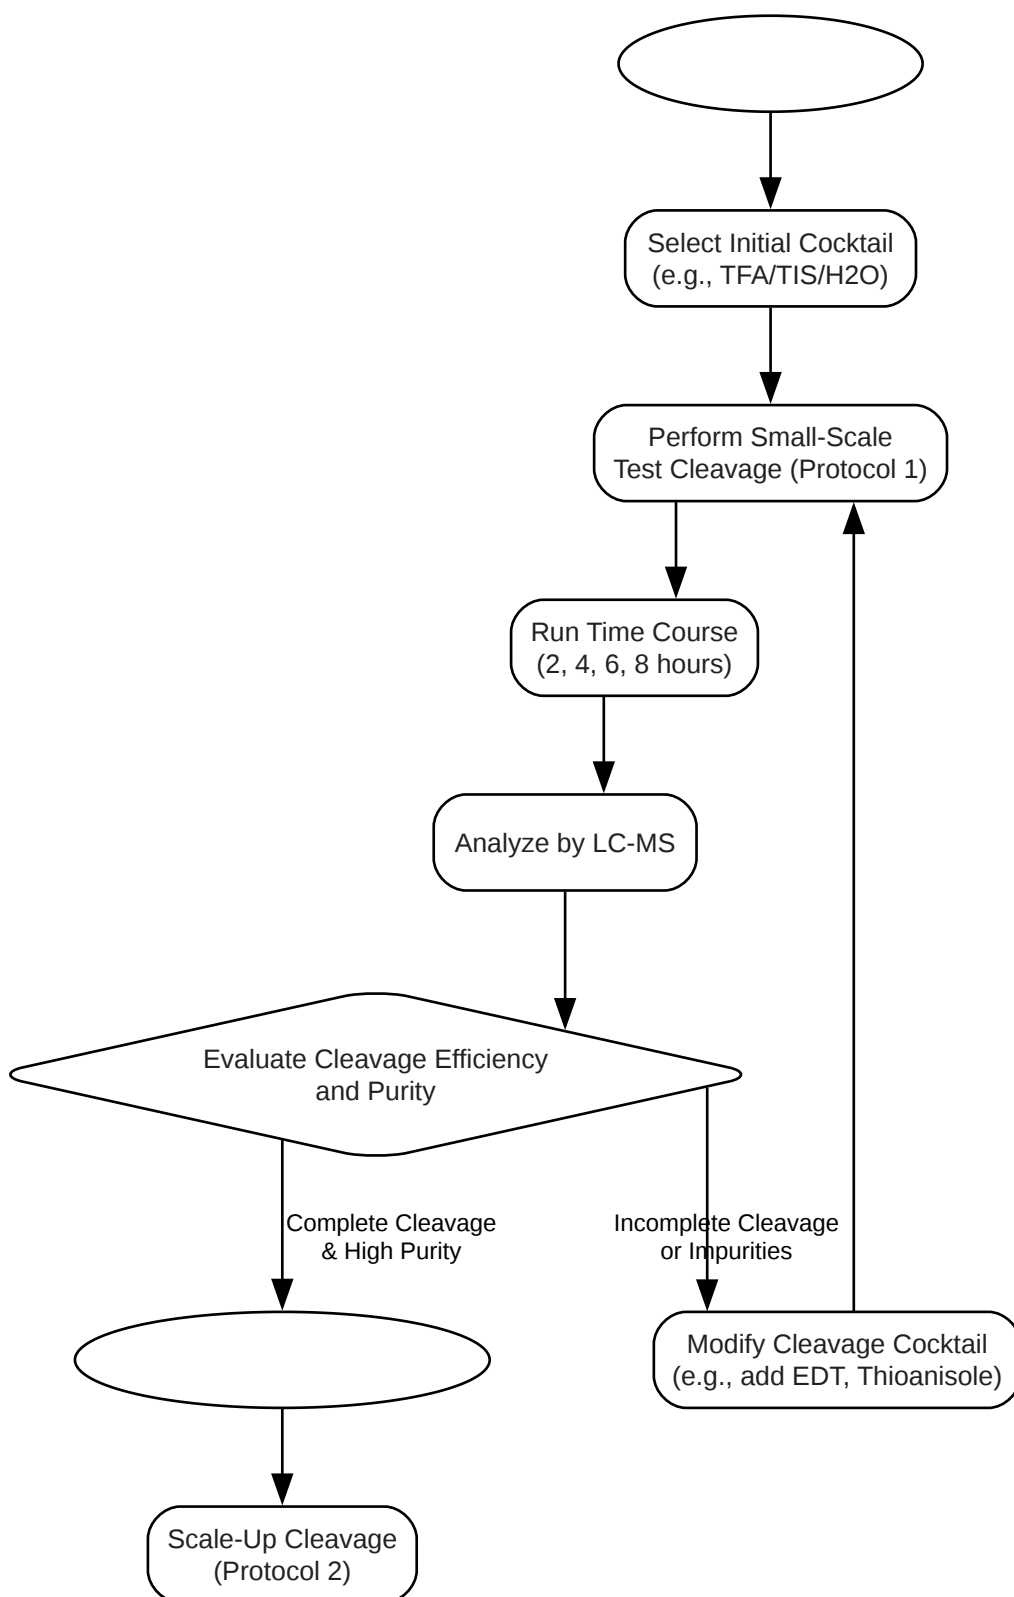 Select Initial Cocktail
(e.g., TFA/TIS/H2O)
Perform Small-Scale
Test Cleavage (Protocol 1)
Run Time Course
(2, 4, 6, 8 hours)
Analyze by LC-MS
Evaluate Cleavage Efficiency
and Purity
Complete Cleavage
& High Purity
Incomplete Cleavage
or Impurities
Modify Cleavage Cocktail
(e.g., add EDT, Thioanisole)
Scale-Up Cleavage
(Protocol 2)